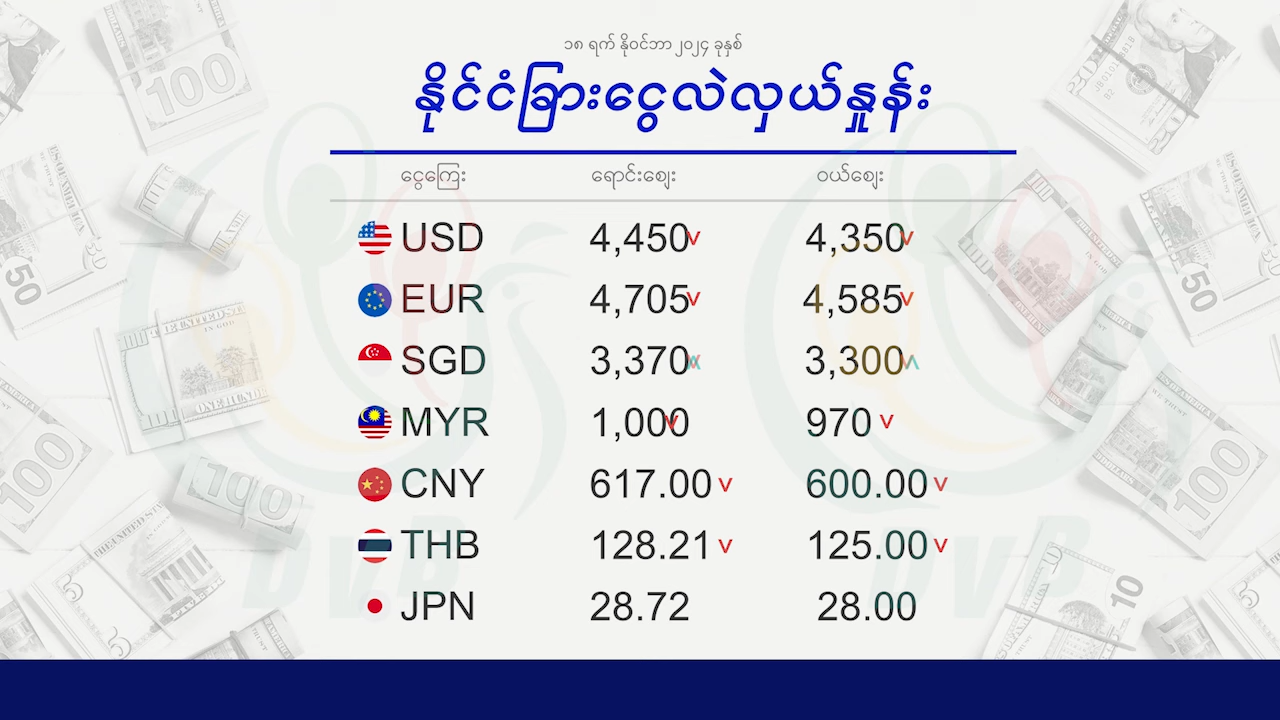 ၁၈ ရက် နိုဝင်ဘာ ၂၀၂၄ ခုနှစ်
နိုင်ငံခြားငွေလဲလှယ်နှုန်း
ငွေကြေး ရောင်းဈေး ဝယ်ဈေး
USD 4,450 4,350
EUR 4,705 4,585
SGD 3,370 3,300
MYR 1,000 970
CNY 617.00 600.00
THB 128.21 125.00
JPN 28.72 28.00
DVB DVB